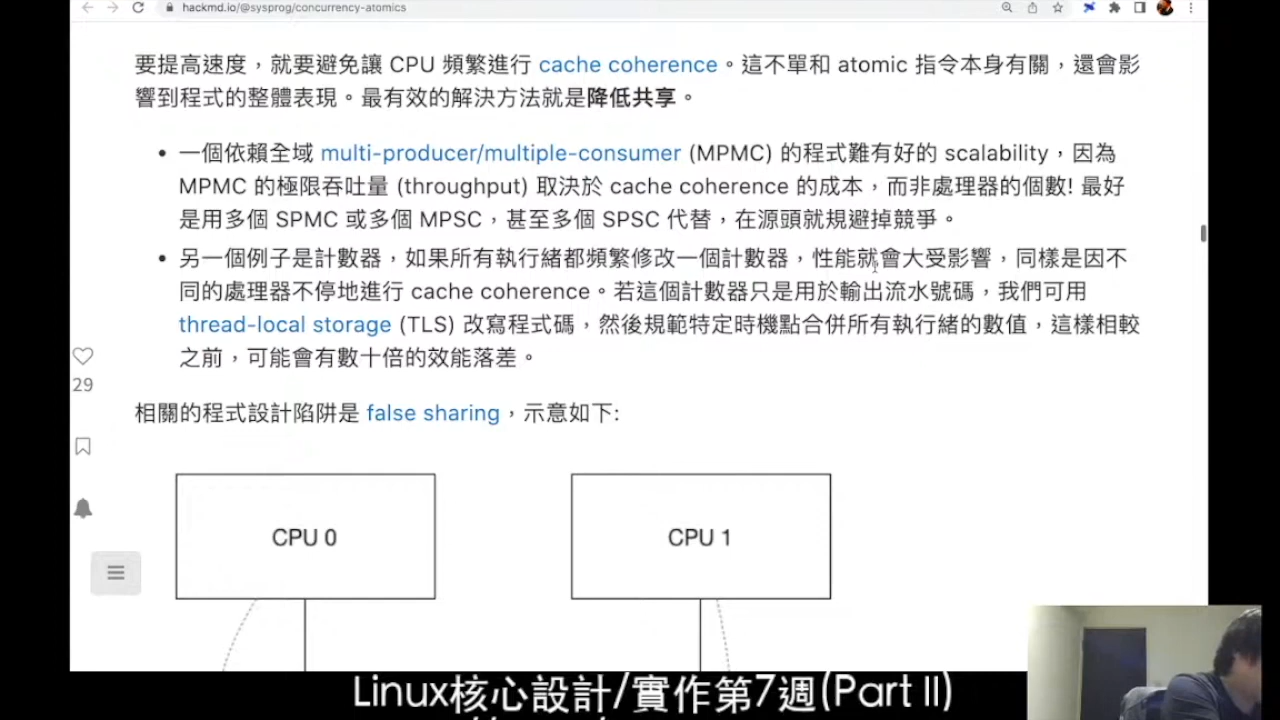 hackmd.io/@sysprog/concurrency-atomics
要提高速度，就要避免讓 CPU 頻繁進行 cache coherence。這不單和 atomic 指令本身有關，還會影
響到程式的整體表現。最有效的解決方法就是降低共享。
• 一個依賴全域 multi-producer/multiple-consumer (MPMC) 的程式難有好的 scalability，因為
MPMC 的極限吞吐量 (throughput) 取決於 cache coherence 的成本，而非處理器的個數! 最好
是用多個 SPMC 或多個 MPSC，甚至多個 SPSC 代替，在源頭就規避掉競爭。
• 另一個例子是計數器，如果所有執行緒都頻繁修改一個計數器，性能就會大受影響，同樣是因不
同的處理器不停地進行 cache coherence。若這個計數器只是用於輸出流水號碼，我們可用
thread-local storage (TLS) 改寫程式碼，然後規範特定時機點合併所有執行緒的數值，這樣相較
之前，可能會有數十倍的效能落差。
29
相關的程式設計陷阱是 false sharing，示意如下:
CPU 0
CPU 1
Linux核心設計/實作第7週(Part II)